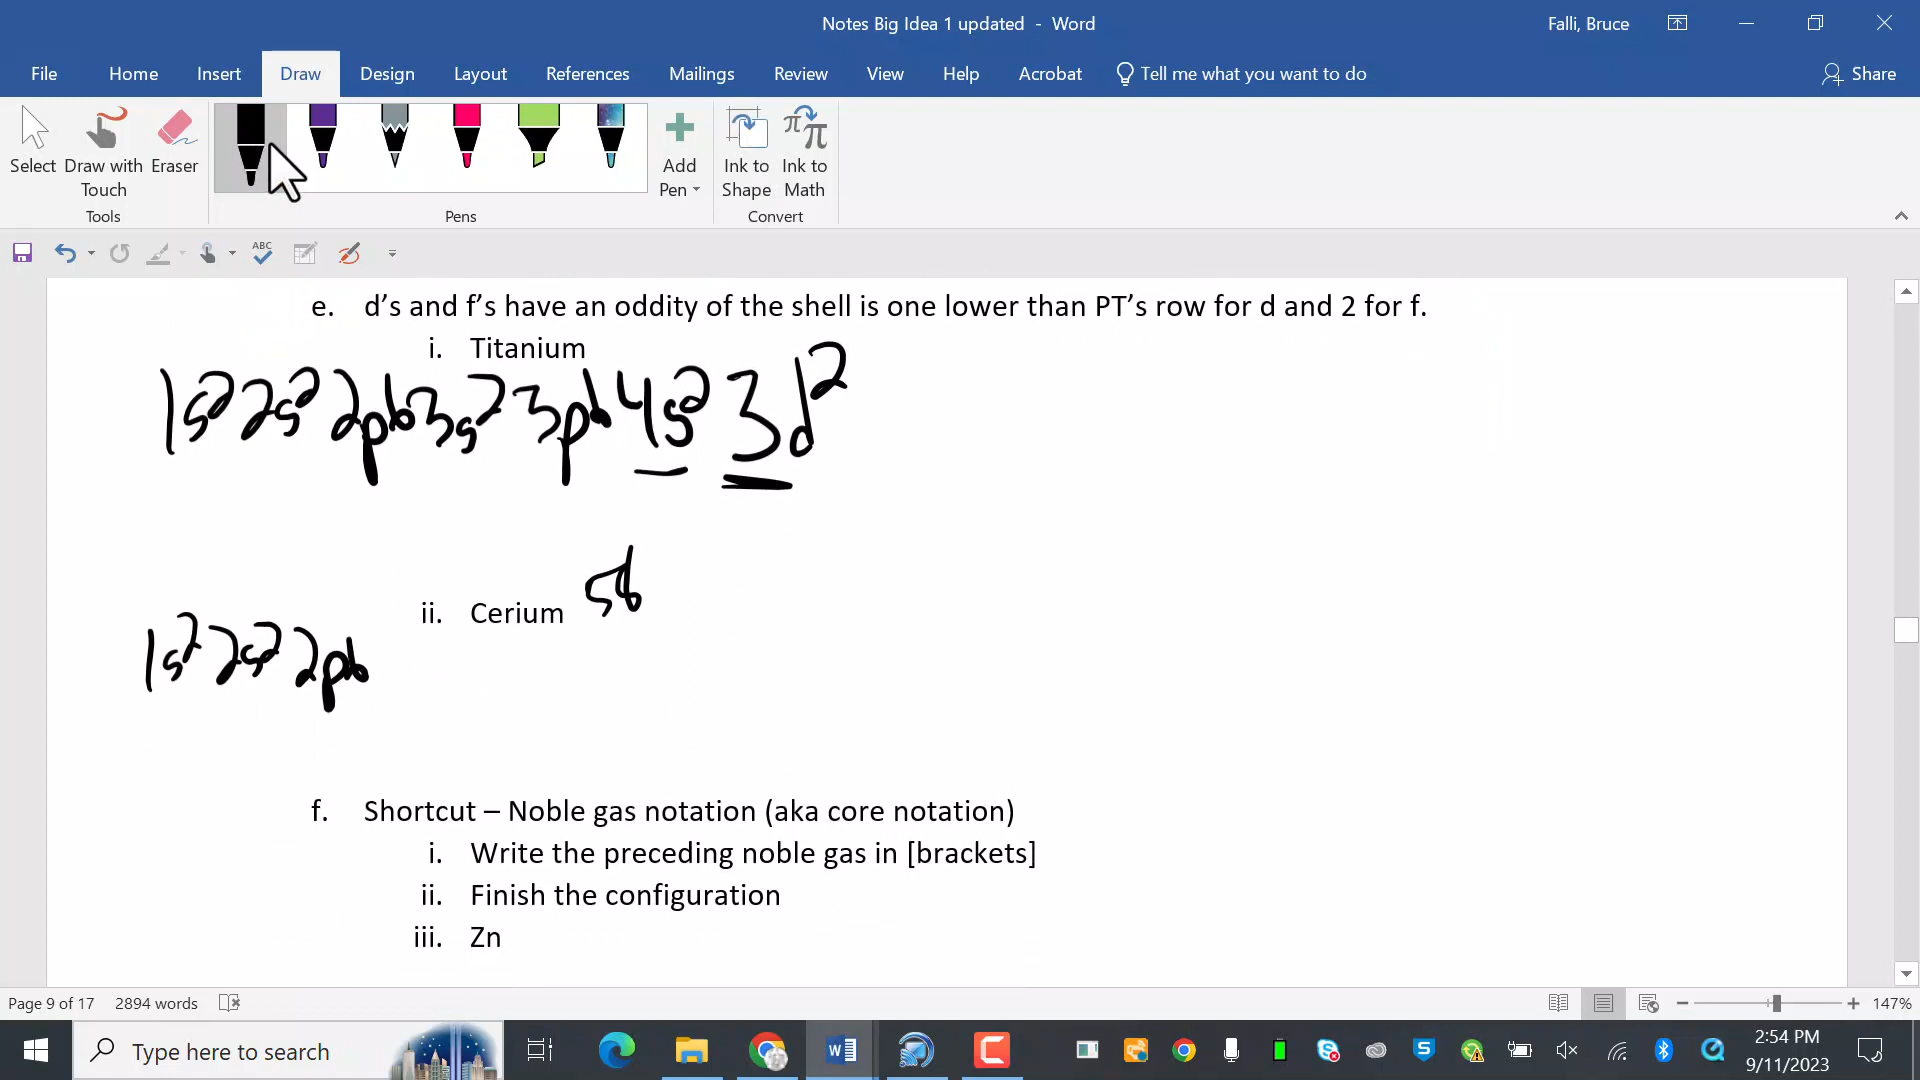 Notes Big Idea 1 updated - Word
Falli, Bruce
File Home Insert Draw Design Layout References Mailings Review View Help Acrobat Tell me what you want to do Share
Select Draw with Touch Eraser Add Pen Ink to Shape Ink to Math
Tools Pens Convert
ABC
e. d’s and f’s have an oddity of the shell is one lower than PT’s row for d and 2 for f.
i. Titanium
1s² 2s² 2p⁶ 3s² 3p⁶ 4s² 3d²
ii. Cerium 56
1s² 2s² 2p⁶
f. Shortcut – Noble gas notation (aka core notation)
i. Write the preceding noble gas in [brackets]
ii. Finish the configuration
iii. Zn
Page 9 of 17 2894 words 147%
Type here to search
2:54 PM
9/11/2023